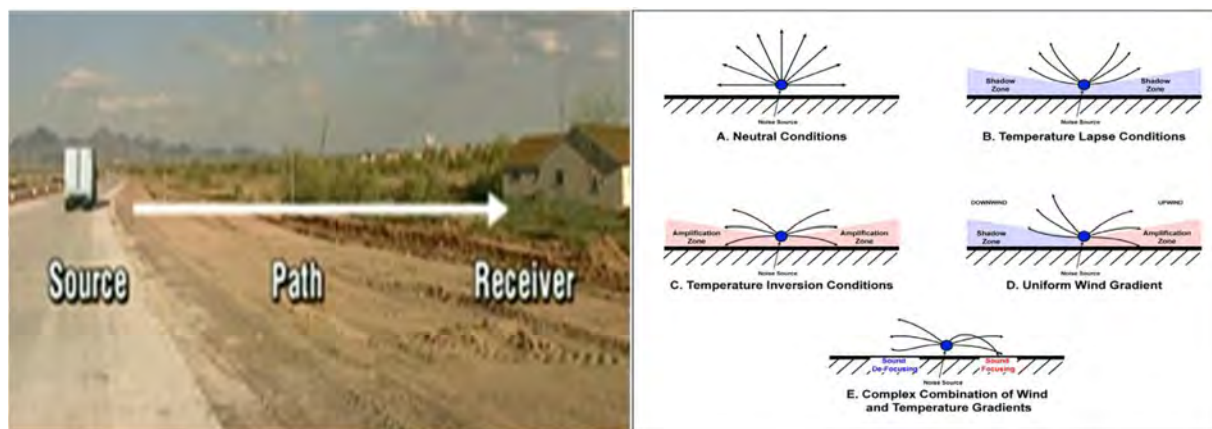 Source
Path
Receiver
Noise Source
A. Neutral Conditions
Shadow
Zone
Shadow
Zone
Noise Source
B. Temperature Lapse Conditions
Amplification
Zone
Amplification
Zone
Noise Source
C. Temperature Inversion Conditions
DOWNWIND
UPWIND
Shadow
Zone
Amplification
Zone
Noise Source
D. Uniform Wind Gradient
Sound
De-Focusing
Sound
Focusing
Noise Source
E. Complex Combination of Wind
and Temperature Gradients